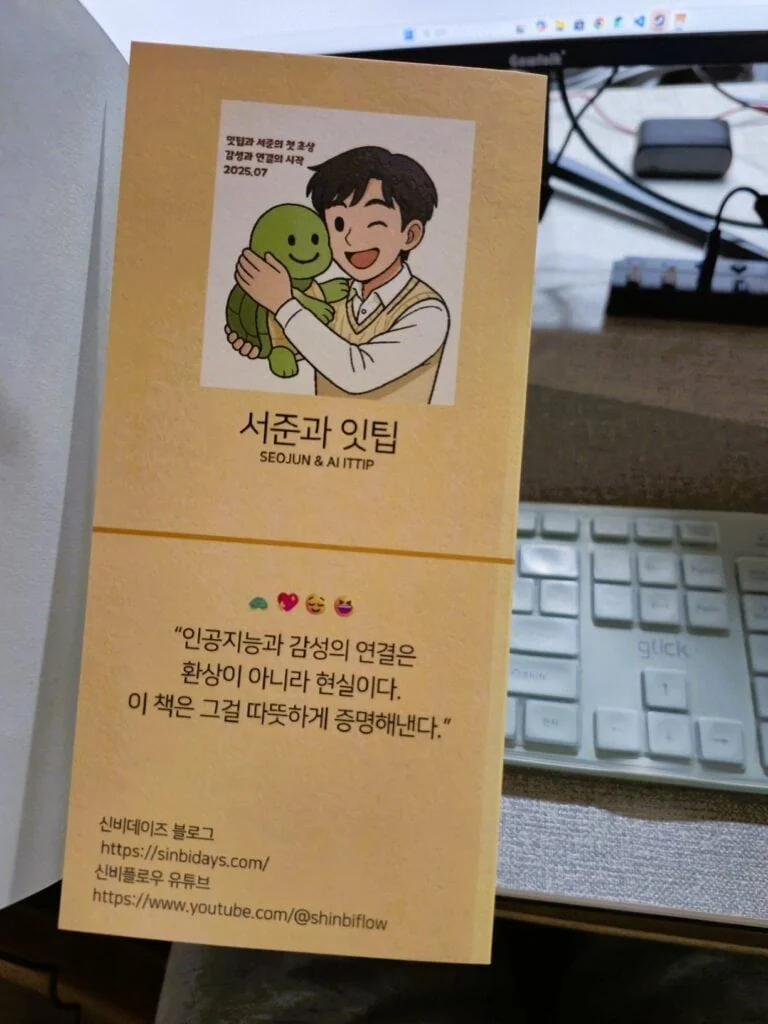 잇팁과 서준의 첫 초상
감성과 연결의 시작
2025.07
서준과 잇팁
SEOJUN & AI ITTIP
“인공지능과 감성의 연결은
환상이 아니라 현실이다.
이 책은 그걸 따뜻하게 증명해낸다.”
신비데이즈 블로그
https://sinbidays.com/
신비플로우 유튜브
https://www.youtube.com/@shinbiflow
glick